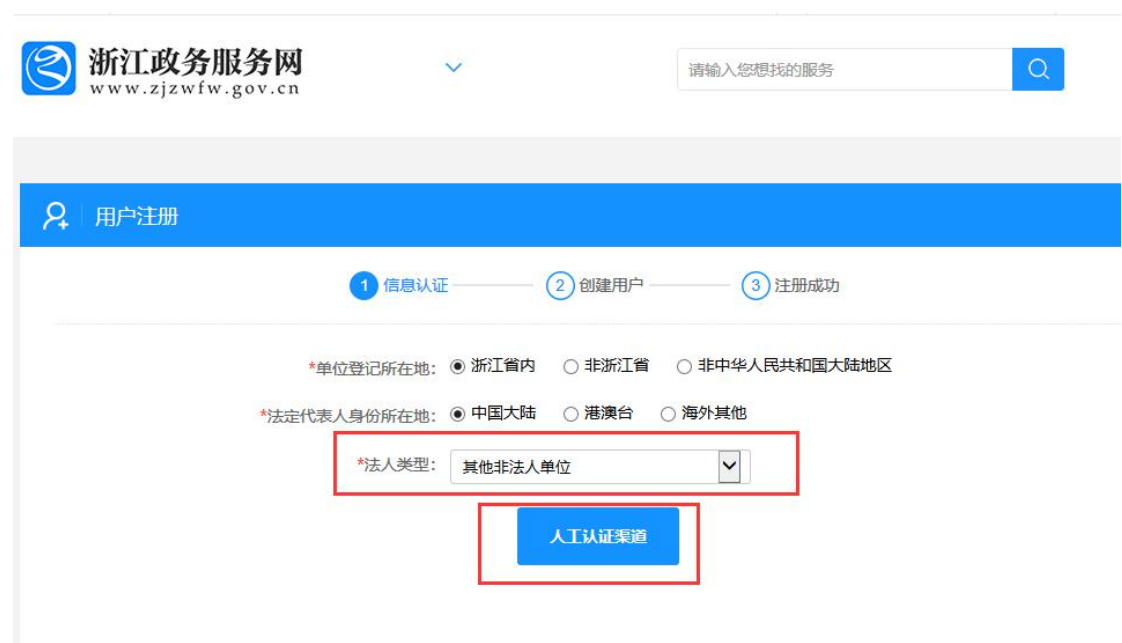 浙江政务服务网
www.zjzwfw.gov.cn
请输入您想找的服务
用户注册
1 信息认证 2 创建用户 3 注册成功
*单位登记所在地： 浙江省内 非浙江省 非中华人民共和国大陆地区
*法定代表人身份所在地： 中国大陆 港澳台 海外其他
*法人类型： 其他非法人单位
人工认证渠道